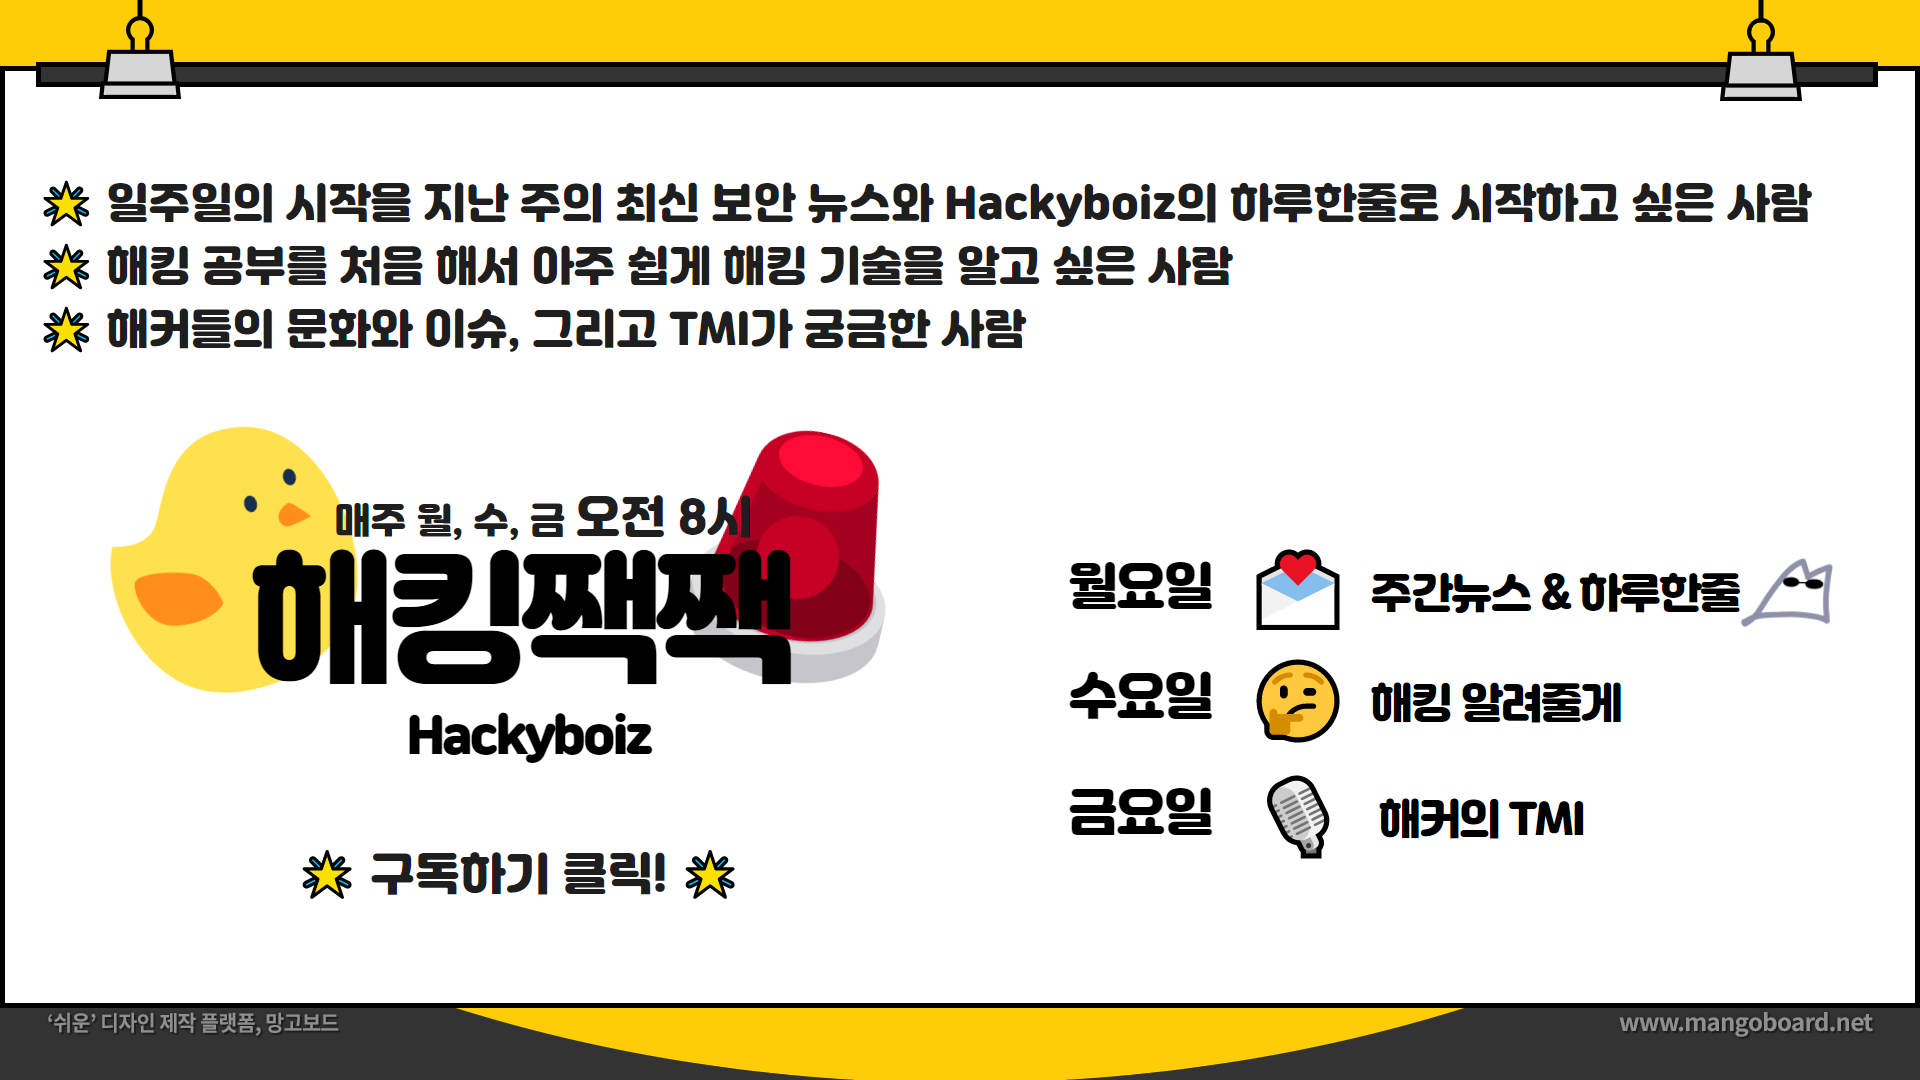 일주일의 시작을 지난 주의 최신 보안 뉴스와 Hackyboiz의 하루한줄로 시작하고 싶은 사람
해킹 공부를 처음 해서 아주 쉽게 해킹 기술을 알고 싶은 사람
해커들의 문화와 이슈, 그리고 TMI가 궁금한 사람
매주 월, 수, 금 오전 8시
해킹짹짹
Hackyboiz
구독하기 클릭!
월요일 주간뉴스 & 하루한줄
수요일 해킹 알려줄게
금요일 해커의 TMI
‘쉬운’ 디자인 제작 플랫폼, 망고보드
www.mangoboard.net